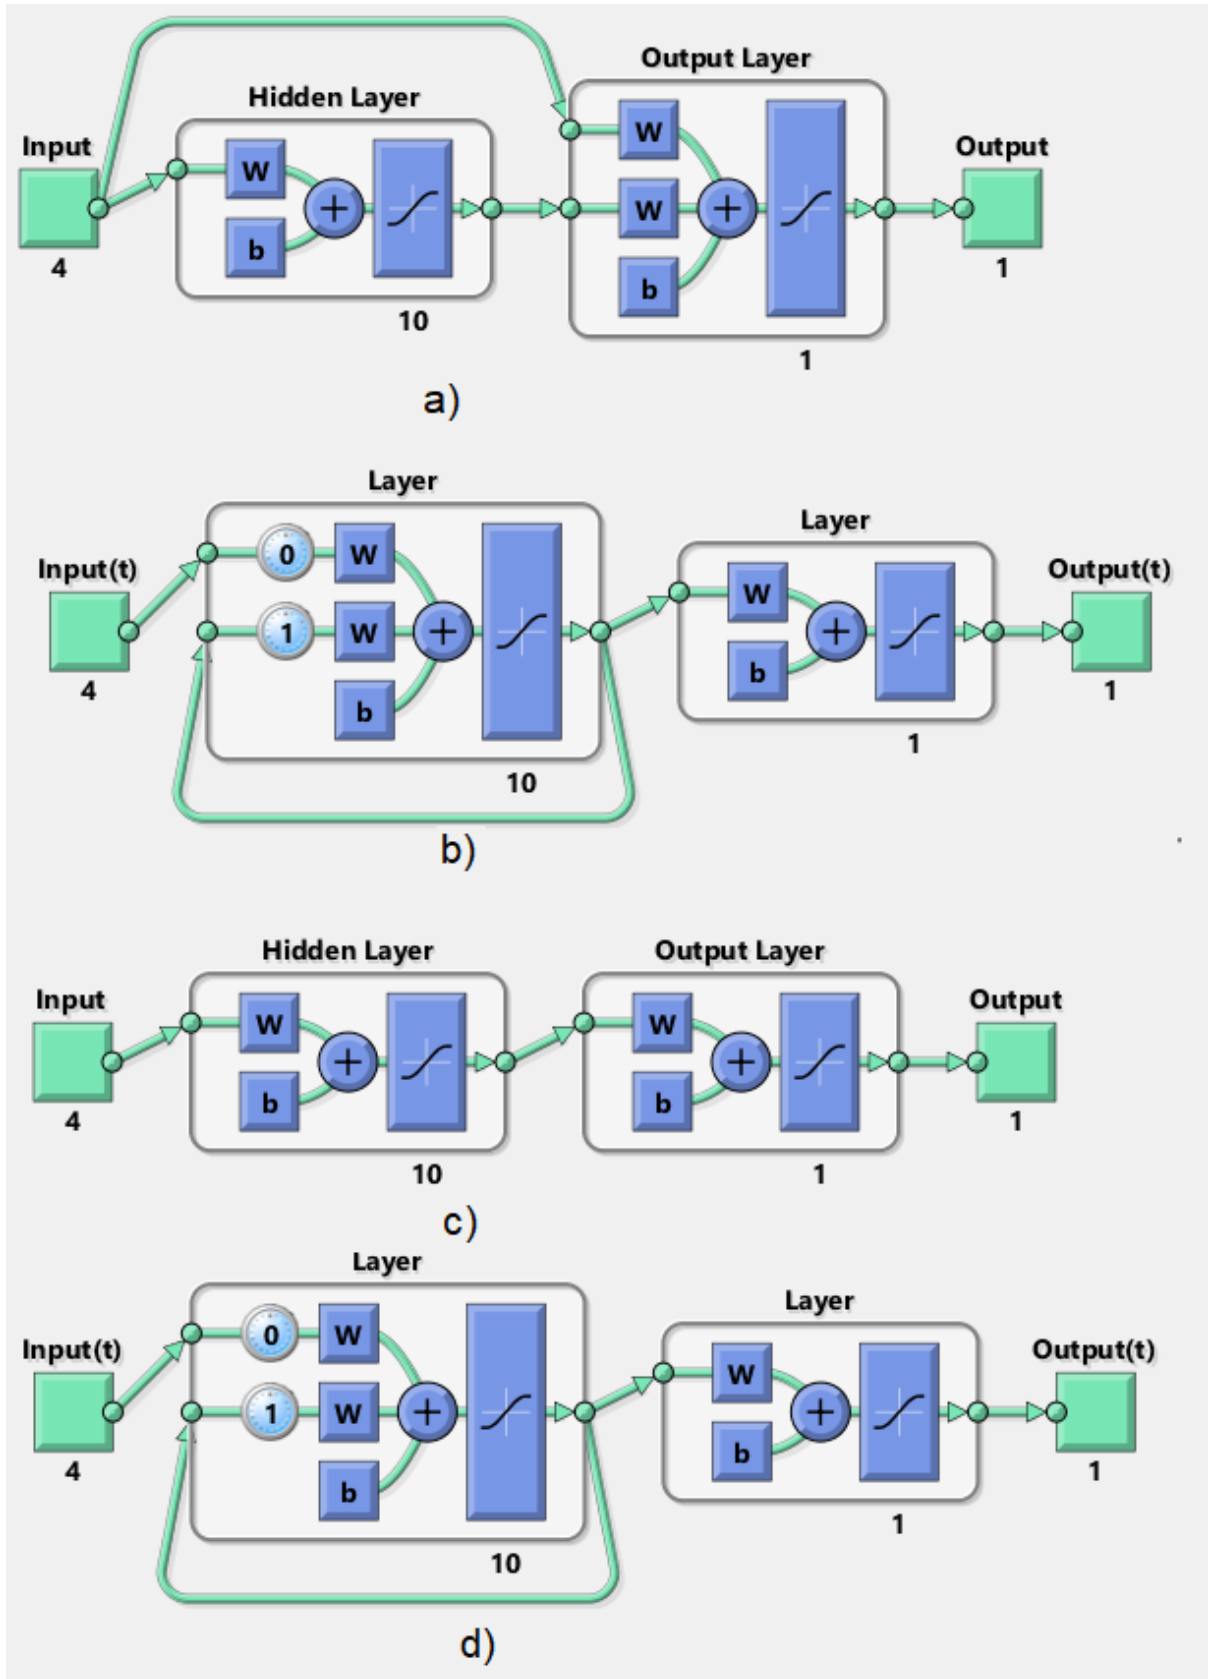 Output Layer
Hidden Layer
Input
Output
W
W
W
b
b
4
1
10
1
a)
Layer
Layer
Input(t)
Output(t)
0
W
W
1
W
b
b
4
1
1
10
b)
Hidden Layer
Output Layer
Input
Output
W
W
b
b
4
1
10
1
c)
Layer
Layer
Input(t)
Output(t)
0
W
W
1
W
b
b
4
1
1
10
d)